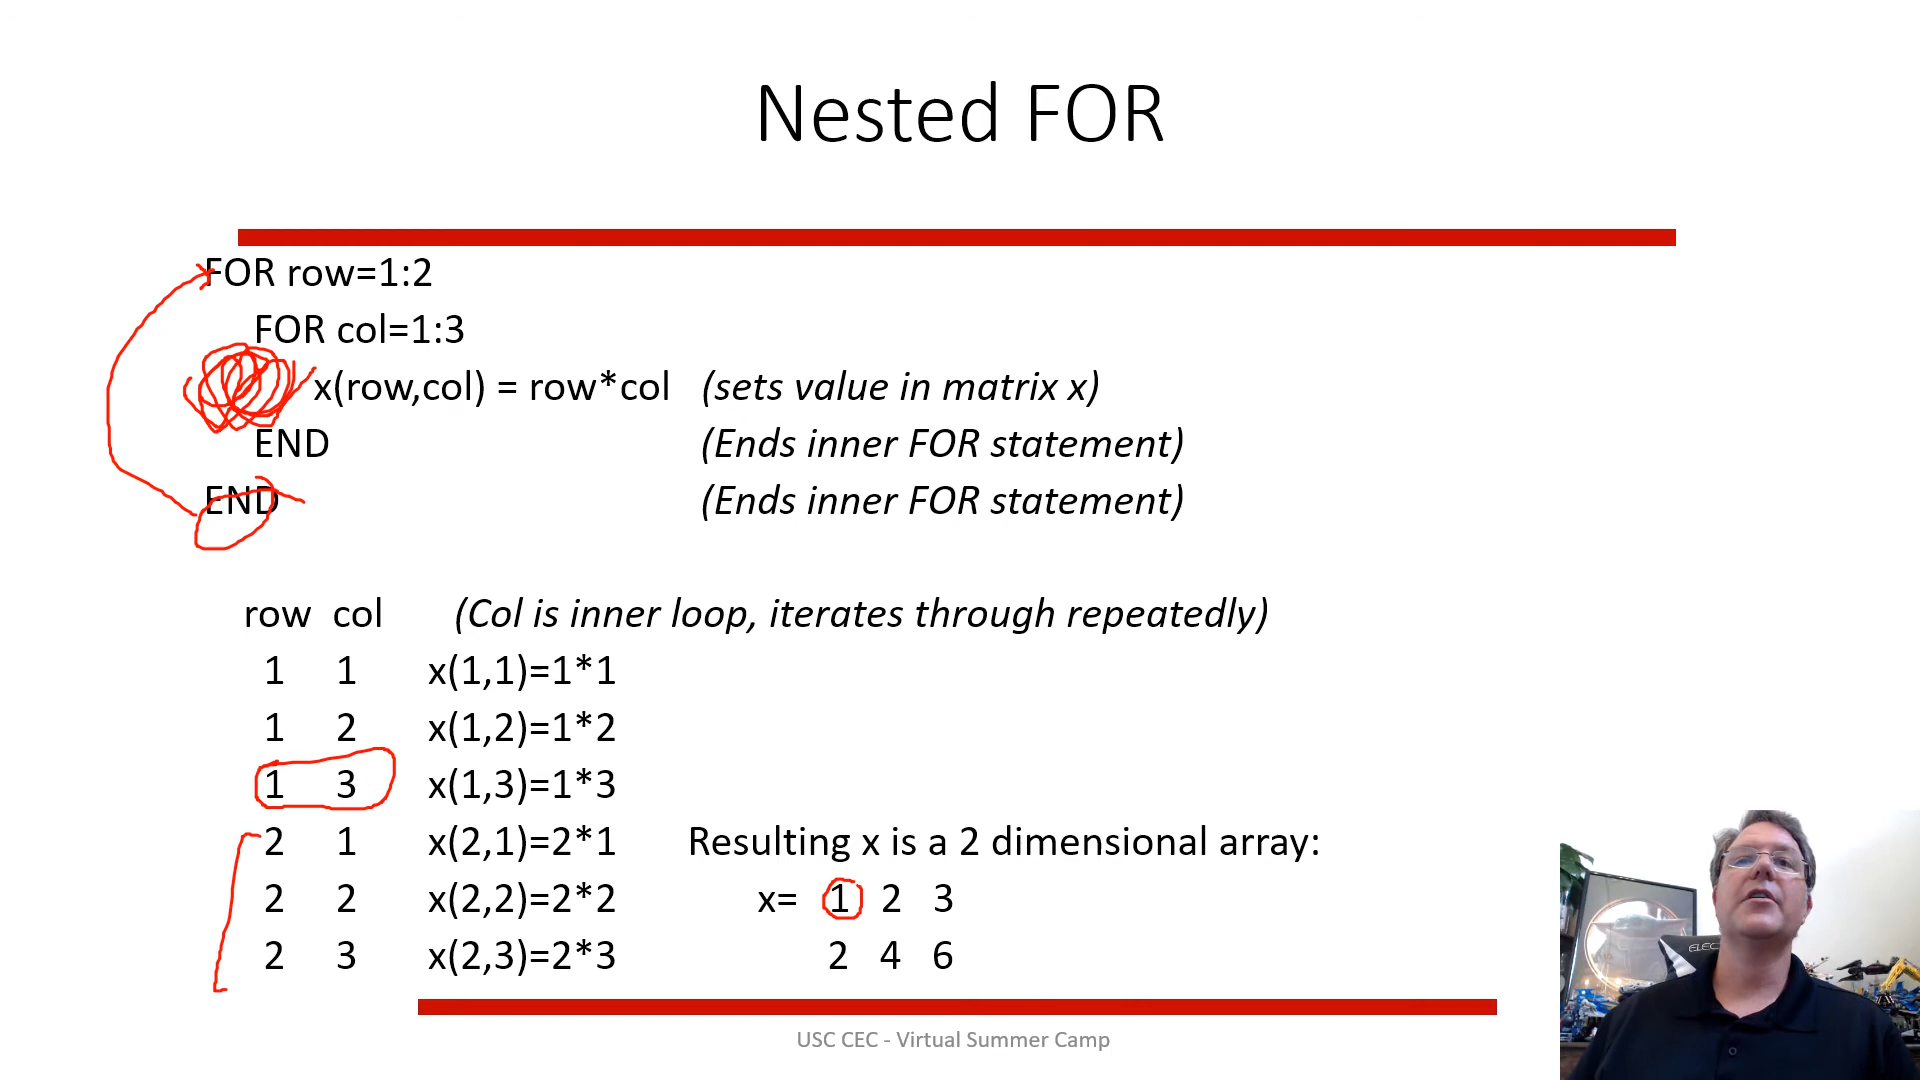 Nested FOR
FOR row=1:2
FOR col=1:3
x(row,col) = row*col (sets value in matrix x)
END (Ends inner FOR statement)
END (Ends inner FOR statement)
row col (Col is inner loop, iterates through repeatedly)
1 1 x(1,1)=1*1
1 2 x(1,2)=1*2
1 3 x(1,3)=1*3
2 1 x(2,1)=2*1 Resulting x is a 2 dimensional array:
2 2 x(2,2)=2*2 x= 1 2 3
2 3 x(2,3)=2*3 2 4 6
USC CEC - Virtual Summer Camp